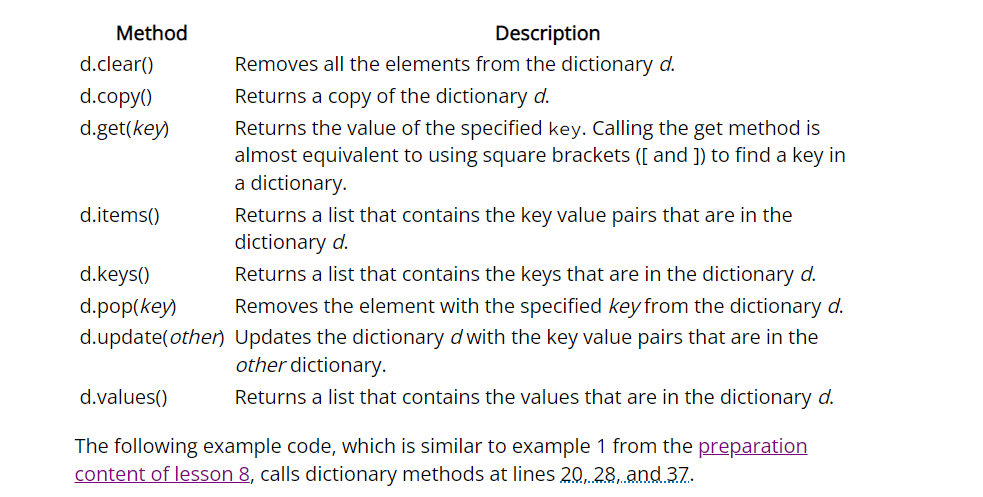 Method Description
d.clear() Removes all the elements from the dictionary d.
d.copy() Returns a copy of the dictionary d.
d.get(key) Returns the value of the specified key. Calling the get method is
almost equivalent to using square brackets ([ and ]) to find a key in
a dictionary.
d.items() Returns a list that contains the key value pairs that are in the
dictionary d.
d.keys() Returns a list that contains the keys that are in the dictionary d.
d.pop(key) Removes the element with the specified key from the dictionary d.
d.update(other) Updates the dictionary d with the key value pairs that are in the
other dictionary.
d.values() Returns a list that contains the values that are in the dictionary d.
The following example code, which is similar to example 1 from the preparation
content of lesson 8, calls dictionary methods at lines 20, 28, and 37.